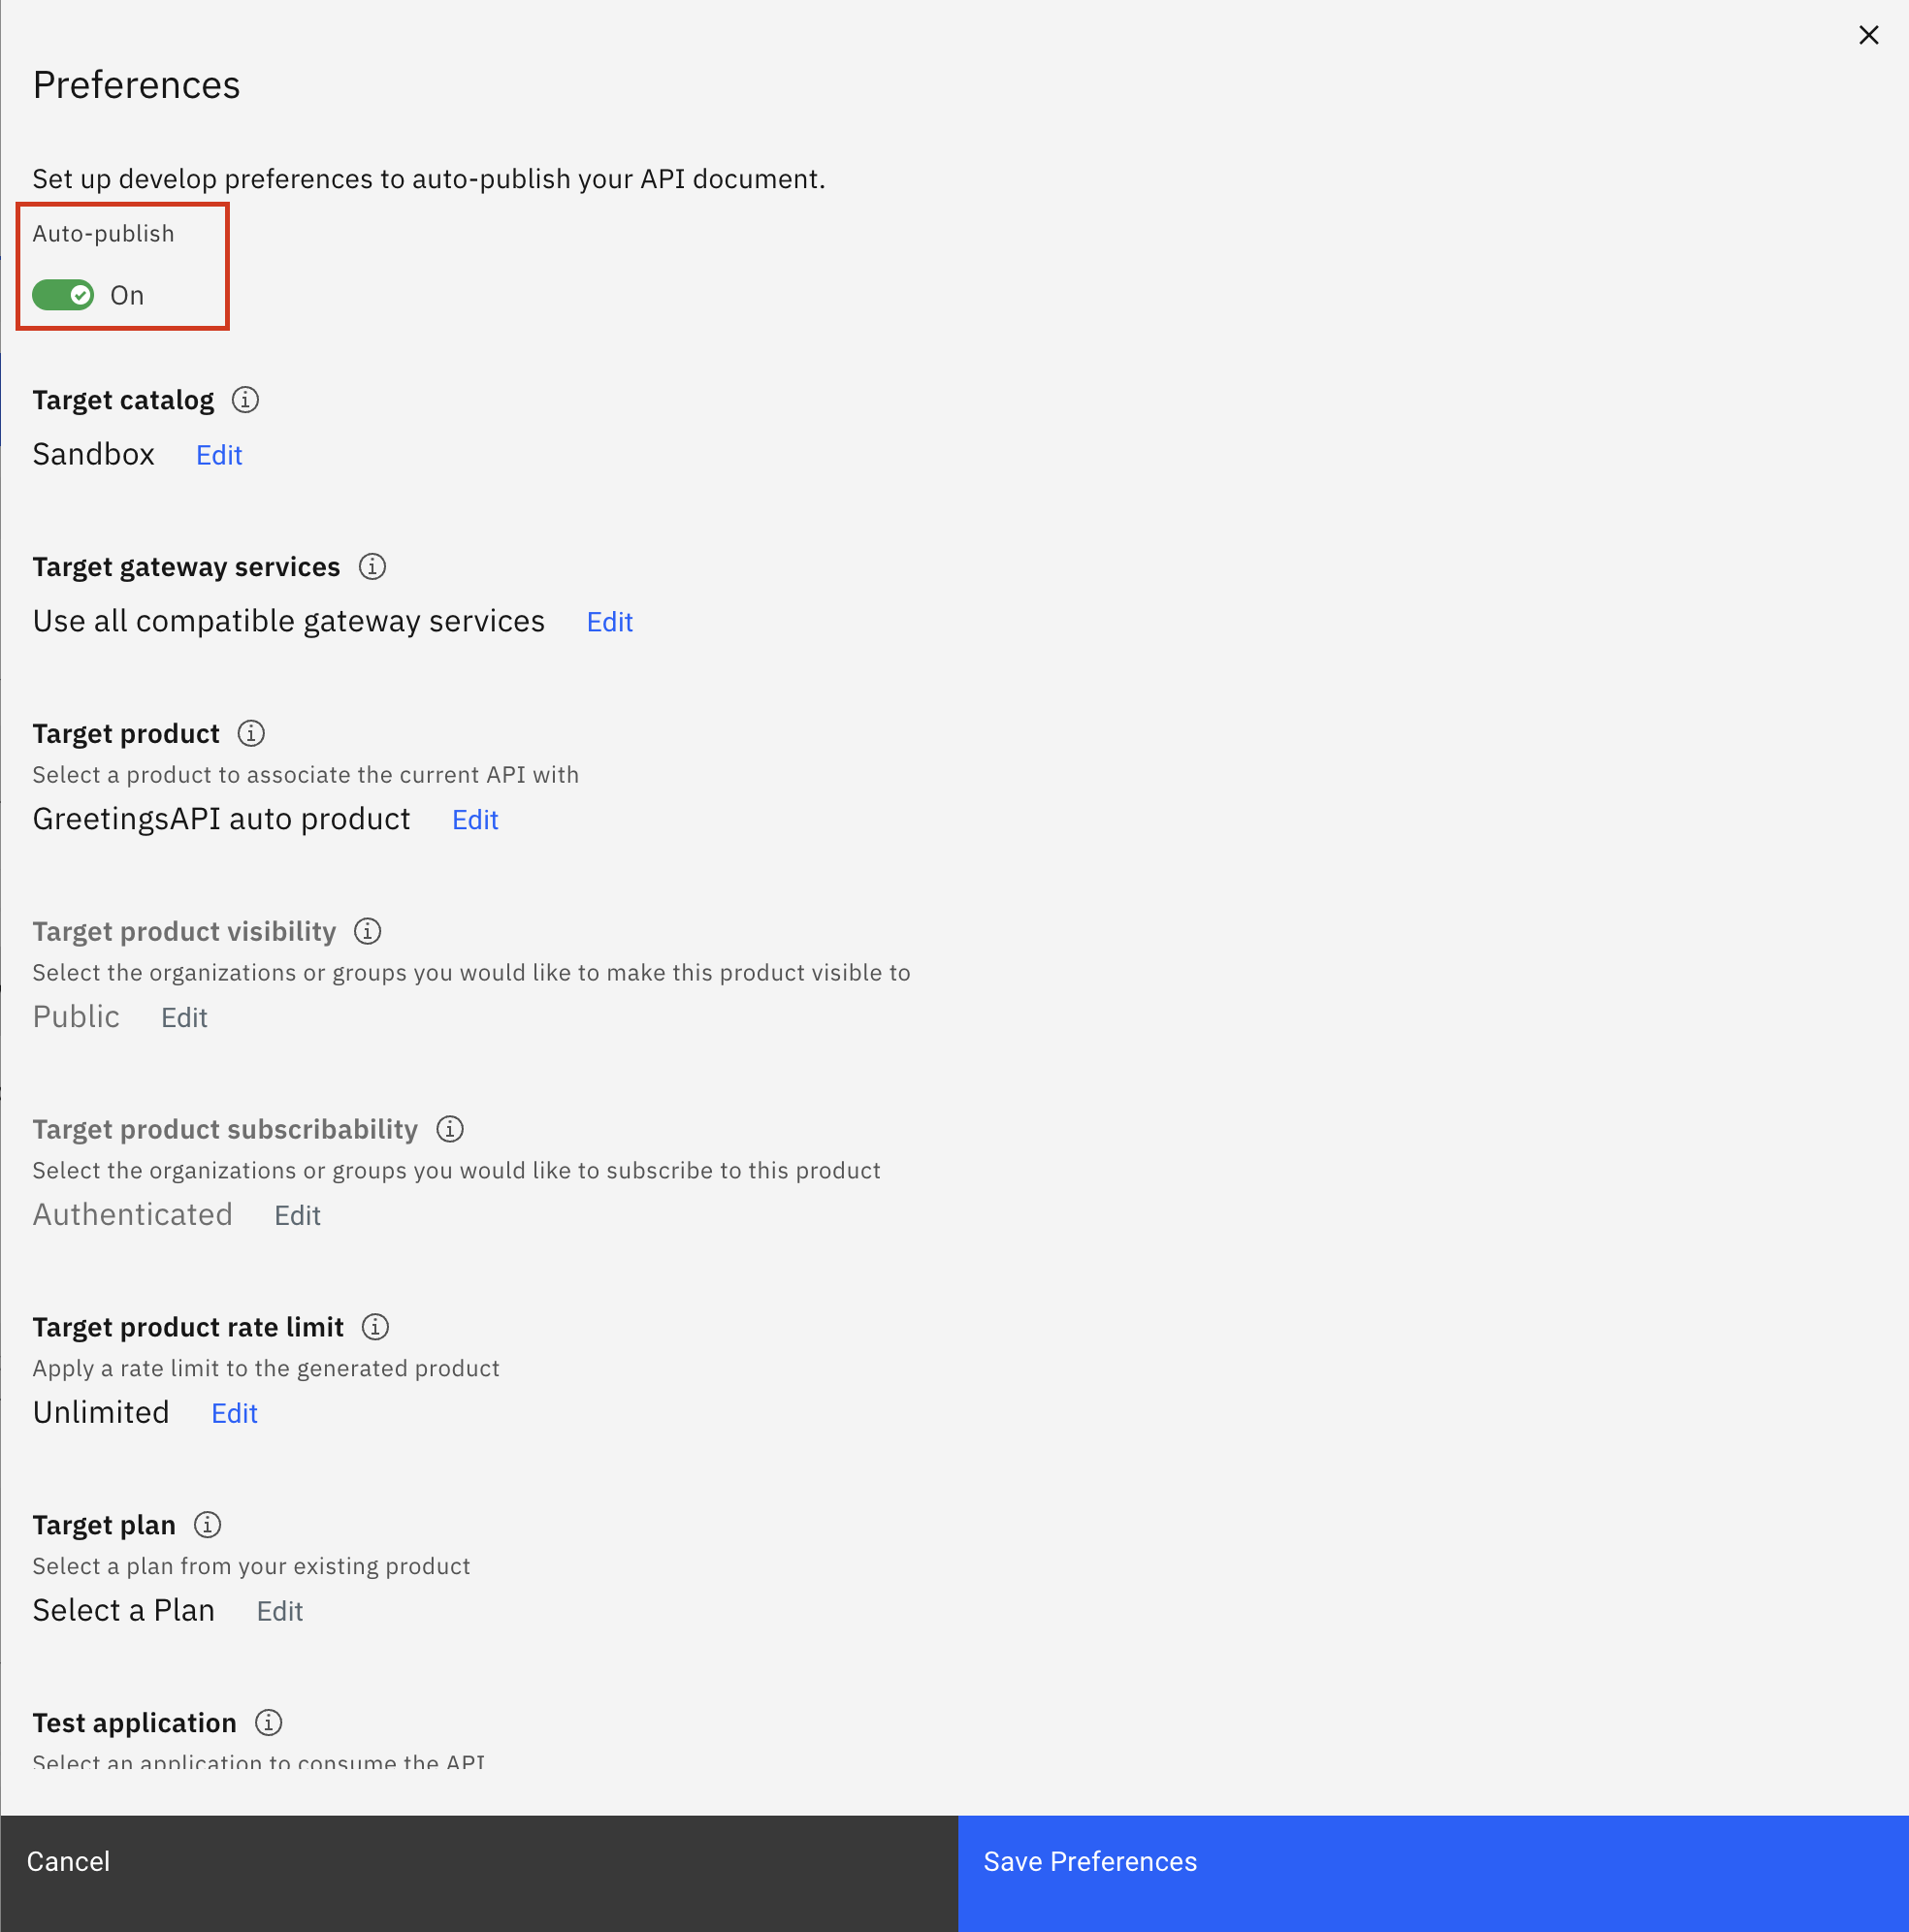 Preferences
Set up develop preferences to auto-publish your API document.
Auto-publish
On
Target catalog
Sandbox Edit
Target gateway services
Use all compatible gateway services Edit
Target product
Select a product to associate the current API with
GreetingsAPI auto product Edit
Target product visibility
Select the organizations or groups you would like to make this product visible to
Public Edit
Target product subscribability
Select the organizations or groups you would like to subscribe to this product
Authenticated Edit
Target product rate limit
Apply a rate limit to the generated product
Unlimited Edit
Target plan
Select a plan from your existing product
Select a Plan Edit
Test application
Select an application to consume the API
Cancel Save Preferences